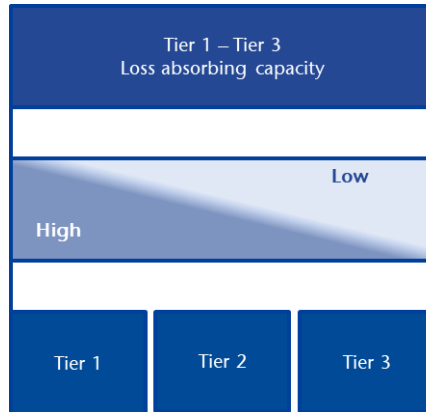 Tier 1 – Tier 3
Loss absorbing capacity
Low
High
Tier 1
Tier 2
Tier 3